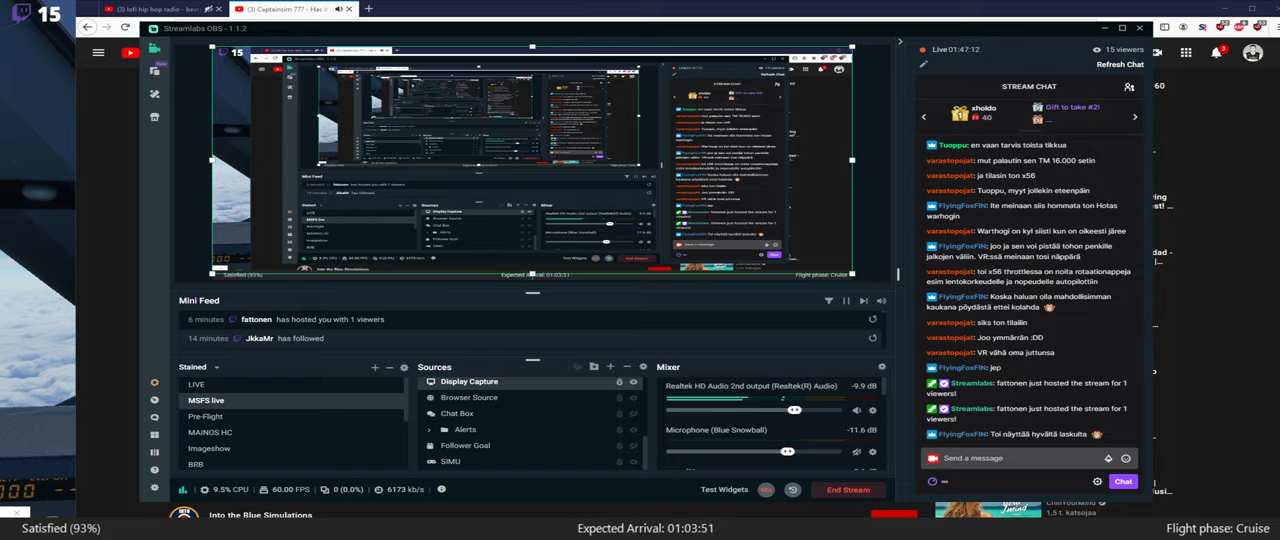 15
(3) lofi hip hop radio - bea
(3) Captainsim 777 - Has it
Streamlabs OBS - 1.1.2
Live 01:47:12
15 viewers
Refresh Chat
STREAM CHAT
xholdo
40
Gift to take #2!
...
Tuoppu: en vaan tarvis toista tikkua
varastopojat: mut palautin sen TM 16.000 setin
varastopojat: ja tilasin ton x56
varastopojat: Tuoppu, myyt jollekin eteenpäin
FlyingFoxFIN: Ite meinaan siis hommata ton Hotas
warhogin
varastopojat: Warthogi on kyl siisti kun on oikeesti järee
FlyingFoxFIN: joo ja sen voi pistää tohon penkille
jalkojen väliin. VR:ssä meinaan tosi näppärä
varastopojat: toi x56 throttlessa on noita rotaationappeja
esim lentokorkeudelle ja nopeudelle autopilottiin
FlyingFoxFIN: Koska haluan olla mahdollisimman
kaukana pöydästä ettei kolahda
varastopojat: siks ton tilailin
varastopojat: Joo ymmärrän :DD
varastopojat: VR vähä oma juttunsa
FlyingFoxFIN: jep
Streamlabs: fattonen just hosted the stream for 1
viewers!
Streamlabs: fattonen just hosted the stream for 1
viewers!
FlyingFoxFIN: Toi näyttää hyvältä laskulta
Send a message
Chat
New
Mini Feed
6 minutes fattonen has hosted you with 1 viewers
14 minutes JkkaMr has followed
Stained
LIVE
MSFS live
Pre-Flight
MAINOS HC
Imageshow
BRB
Sources
Display Capture
Browser Source
Chat Box
Alerts
Follower Goal
SIMU
Mixer
Realtek HD Audio 2nd output (Realtek(R) Audio)
-9.9 dB
Microphone (Blue Snowball)
-11.6 dB
9.5% CPU
60.00 FPS
0 (0.0%)
6173 kb/s
Test Widgets
REC
End Stream
Into the Blue Simulations
ChillYourMind
1,5 t. katsojaa
Satisfied (93%)
Expected Arrival: 01:03:51
Flight phase: Cruise